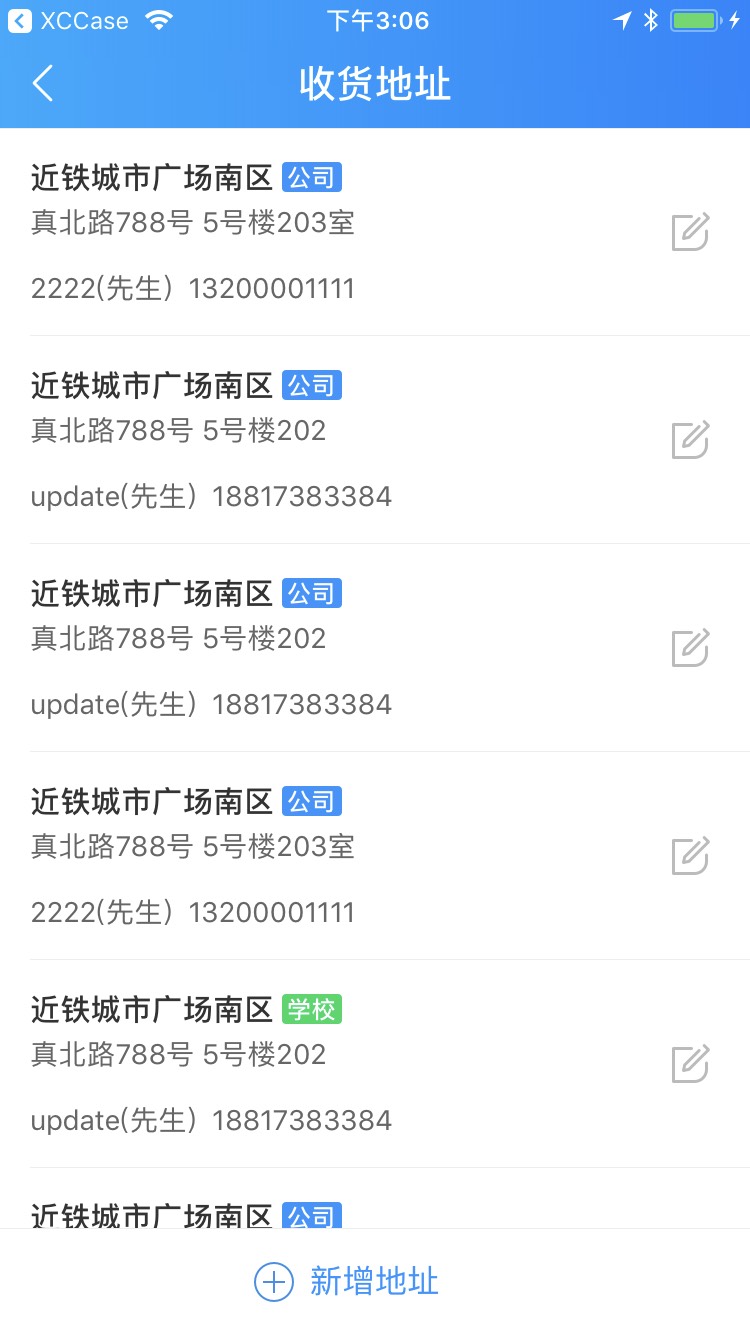 XCCase 下午3:06
收货地址
近铁城市广场南区 公司
真北路788号 5号楼203室
2222(先生）13200001111
近铁城市广场南区 公司
真北路788号 5号楼202
update(先生）18817383384
近铁城市广场南区 公司
真北路788号 5号楼202
update(先生）18817383384
近铁城市广场南区 公司
真北路788号 5号楼203室
2222(先生）13200001111
近铁城市广场南区 学校
真北路788号 5号楼202
update(先生）18817383384
近铁城市广场南区 公司
新增地址